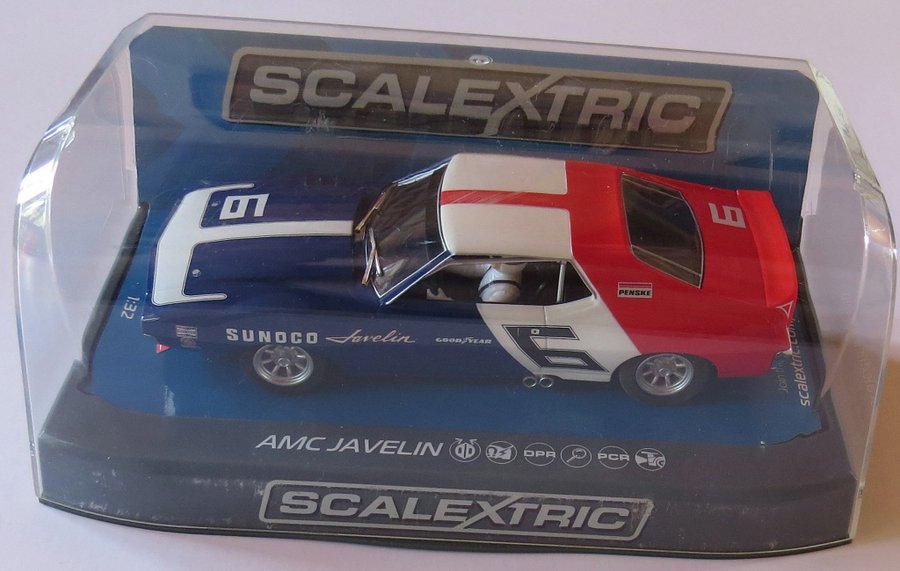 SCALEXTRIC
6
6
PENSKE
1:32
SUNOCO Javelin GOODYEAR
6
scalextric.com
AMC JAVELIN DPR PCR
SCALEXTRIC